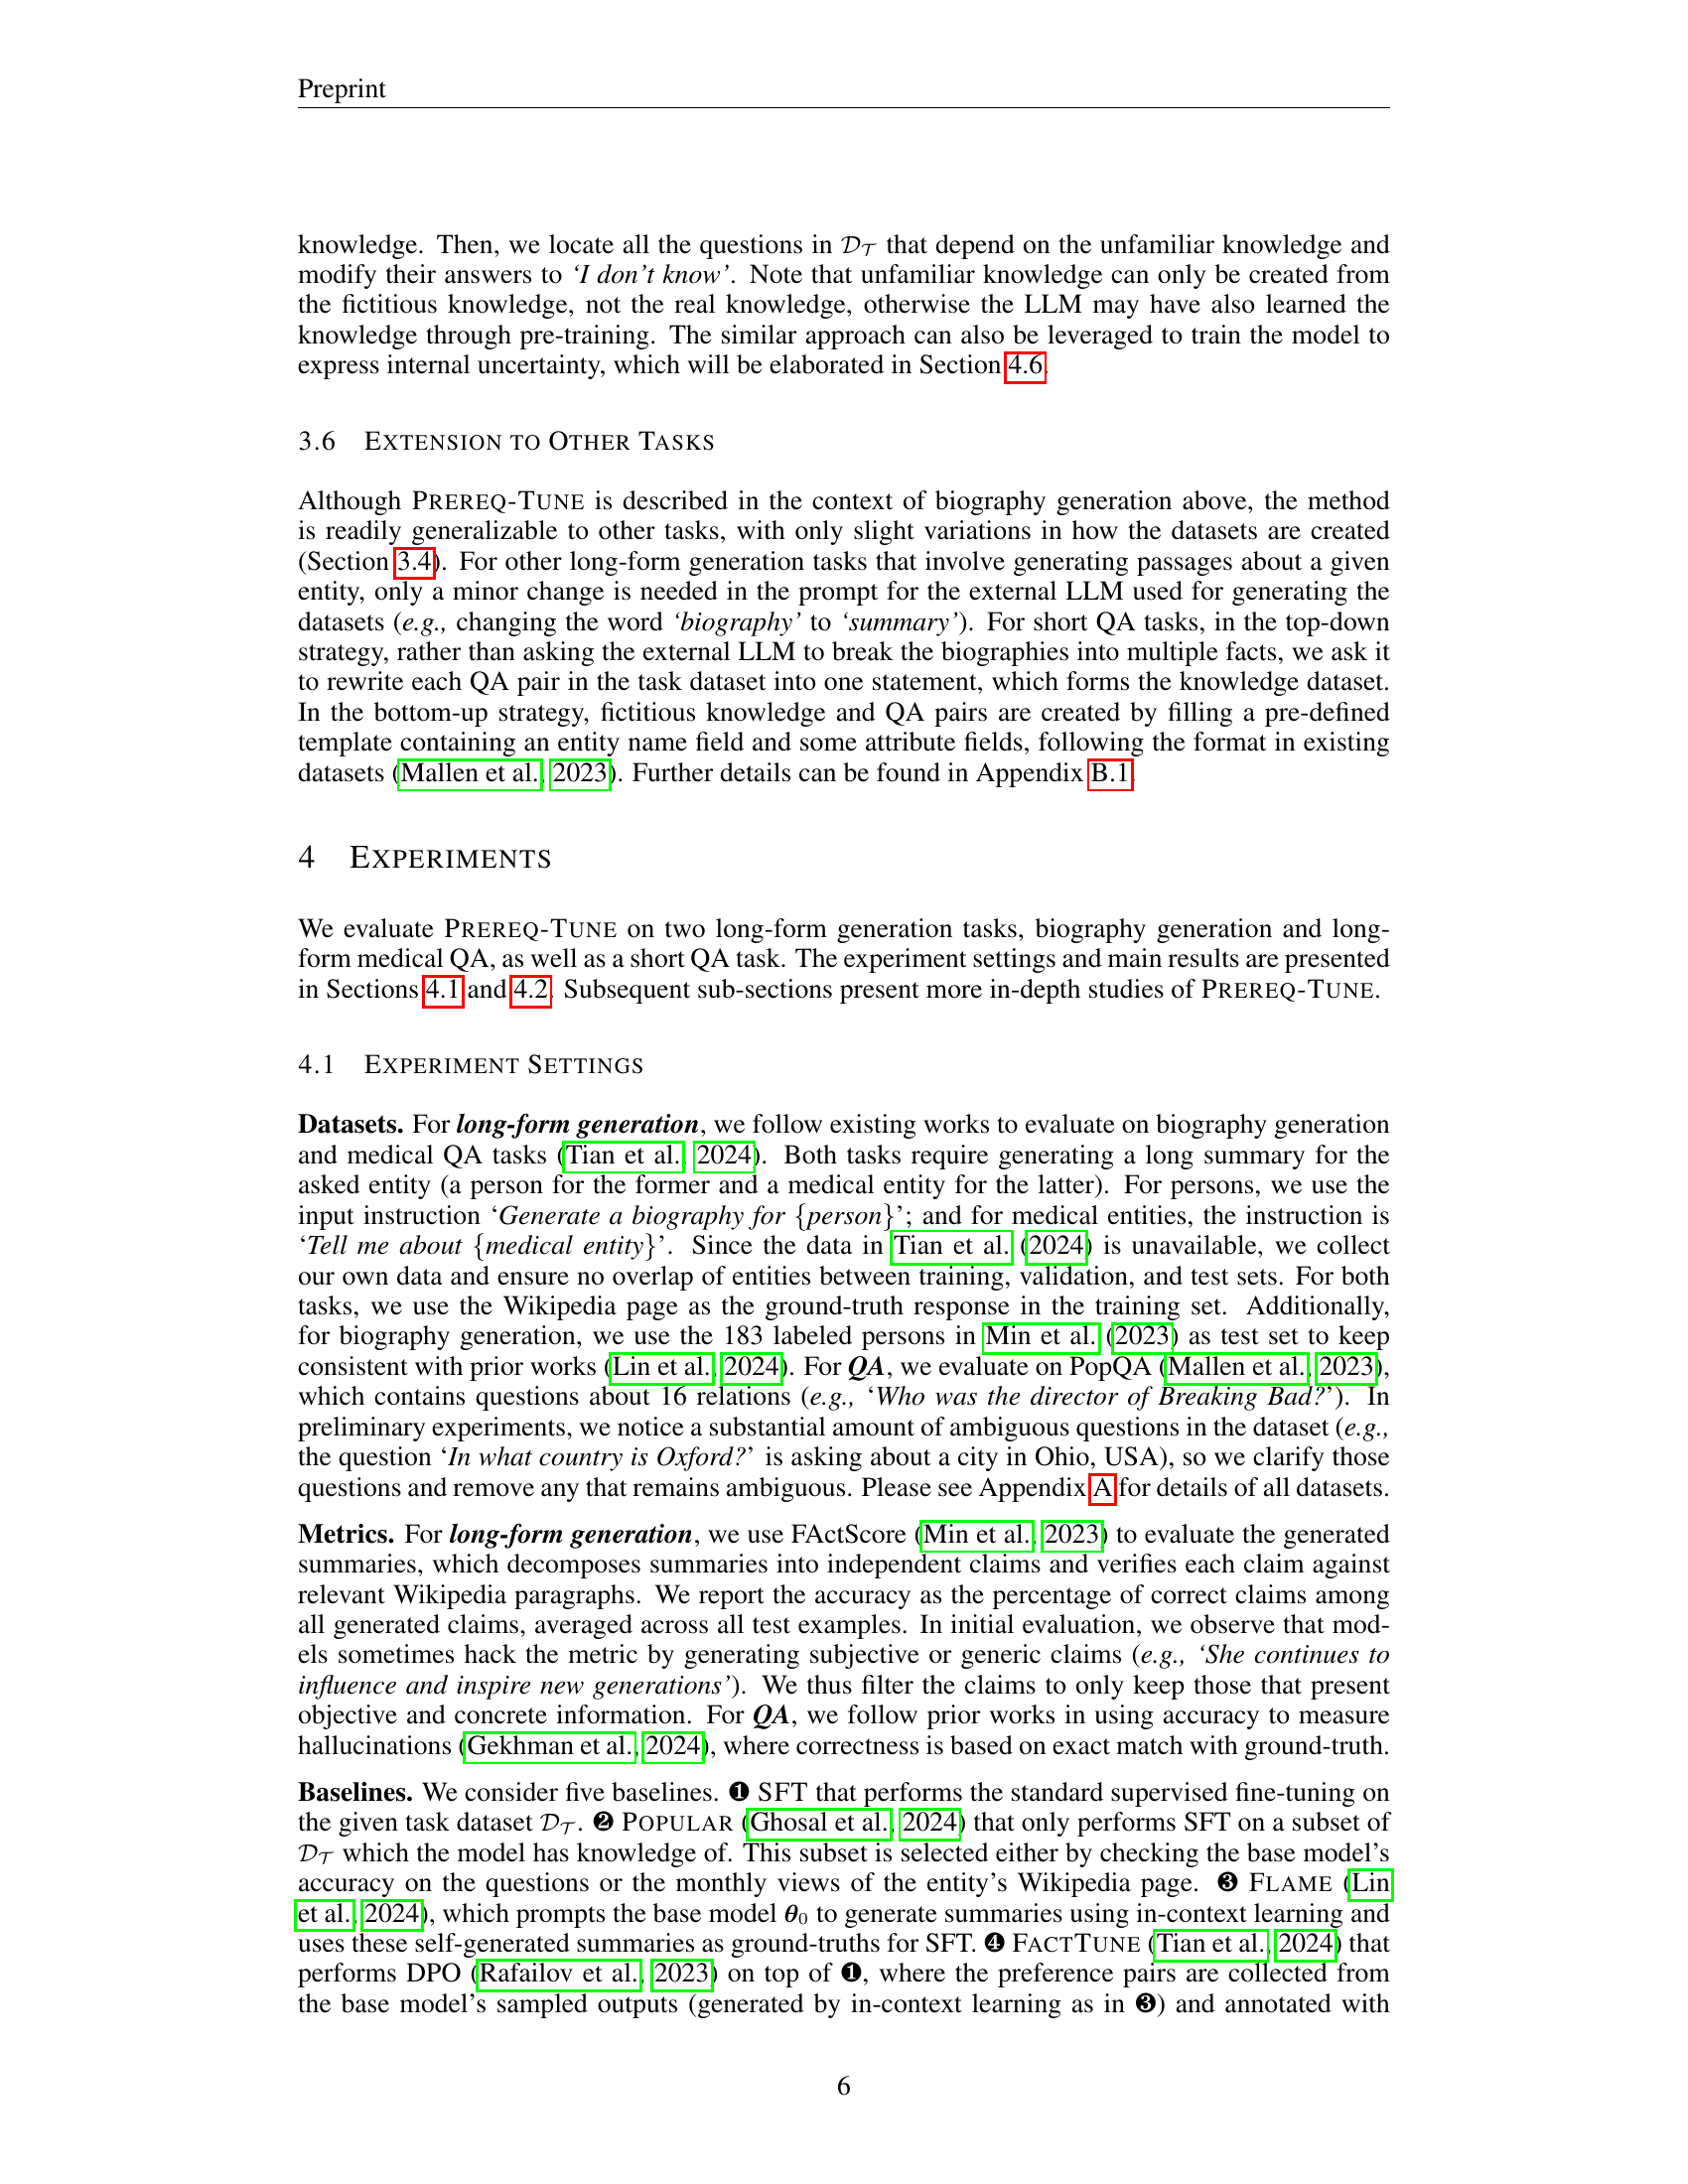 Preprint
knowledge. Then, we locate all the questions in 𝒟𝒯 that depend on the unfamiliar knowledge and
modify their answers to ‘I don’t know’. Note that unfamiliar knowledge can only be created from
the fictitious knowledge, not the real knowledge, otherwise the LLM may have also learned the
knowledge through pre-training. The similar approach can also be leveraged to train the model to
express internal uncertainty, which will be elaborated in Section 4.6.
3.6 EXTENSION TO OTHER TASKS
Although PREREQ-TUNE is described in the context of biography generation above, the method
is readily generalizable to other tasks, with only slight variations in how the datasets are created
(Section 3.4). For other long-form generation tasks that involve generating passages about a given
entity, only a minor change is needed in the prompt for the external LLM used for generating the
datasets (e.g., changing the word ‘biography’ to ‘summary’). For short QA tasks, in the top-down
strategy, rather than asking the external LLM to break the biographies into multiple facts, we ask it
to rewrite each QA pair in the task dataset into one statement, which forms the knowledge dataset.
In the bottom-up strategy, fictitious knowledge and QA pairs are created by filling a pre-defined
template containing an entity name field and some attribute fields, following the format in existing
datasets (Mallen et al., 2023). Further details can be found in Appendix B.1.
4 EXPERIMENTS
We evaluate PREREQ-TUNE on two long-form generation tasks, biography generation and long-
form medical QA, as well as a short QA task. The experiment settings and main results are presented
in Sections 4.1 and 4.2. Subsequent sub-sections present more in-depth studies of PREREQ-TUNE.
4.1 EXPERIMENT SETTINGS
Datasets. For long-form generation, we follow existing works to evaluate on biography generation
and medical QA tasks (Tian et al., 2024). Both tasks require generating a long summary for the
asked entity (a person for the former and a medical entity for the latter). For persons, we use the
input instruction ‘Generate a biography for {person}’; and for medical entities, the instruction is
‘Tell me about {medical entity}’. Since the data in Tian et al. (2024) is unavailable, we collect
our own data and ensure no overlap of entities between training, validation, and test sets. For both
tasks, we use the Wikipedia page as the ground-truth response in the training set. Additionally,
for biography generation, we use the 183 labeled persons in Min et al. (2023) as test set to keep
consistent with prior works (Lin et al., 2024). For QA, we evaluate on PopQA (Mallen et al., 2023),
which contains questions about 16 relations (e.g., ‘Who was the director of Breaking Bad?’). In
preliminary experiments, we notice a substantial amount of ambiguous questions in the dataset (e.g.,
the question ‘In what country is Oxford?’ is asking about a city in Ohio, USA), so we clarify those
questions and remove any that remains ambiguous. Please see Appendix A for details of all datasets.
Metrics. For long-form generation, we use FActScore (Min et al., 2023) to evaluate the generated
summaries, which decomposes summaries into independent claims and verifies each claim against
relevant Wikipedia paragraphs. We report the accuracy as the percentage of correct claims among
all generated claims, averaged across all test examples. In initial evaluation, we observe that mod-
els sometimes hack the metric by generating subjective or generic claims (e.g., ‘She continues to
influence and inspire new generations’). We thus filter the claims to only keep those that present
objective and concrete information. For QA, we follow prior works in using accuracy to measure
hallucinations (Gekhman et al., 2024), where correctness is based on exact match with ground-truth.
Baselines. We consider five baselines. ❶ SFT that performs the standard supervised fine-tuning on
the given task dataset 𝒟𝒯. ❷ POPULAR (Ghosal et al., 2024) that only performs SFT on a subset of
𝒟𝒯 which the model has knowledge of. This subset is selected either by checking the base model’s
accuracy on the questions or the monthly views of the entity’s Wikipedia page. ❸ FLAME (Lin
et al., 2024), which prompts the base model θ0 to generate summaries using in-context learning and
uses these self-generated summaries as ground-truths for SFT. ❹ FACTTUNE (Tian et al., 2024) that
performs DPO (Rafailov et al., 2023) on top of ❶, where the preference pairs are collected from
the base model’s sampled outputs (generated by in-context learning as in ❸) and annotated with
6